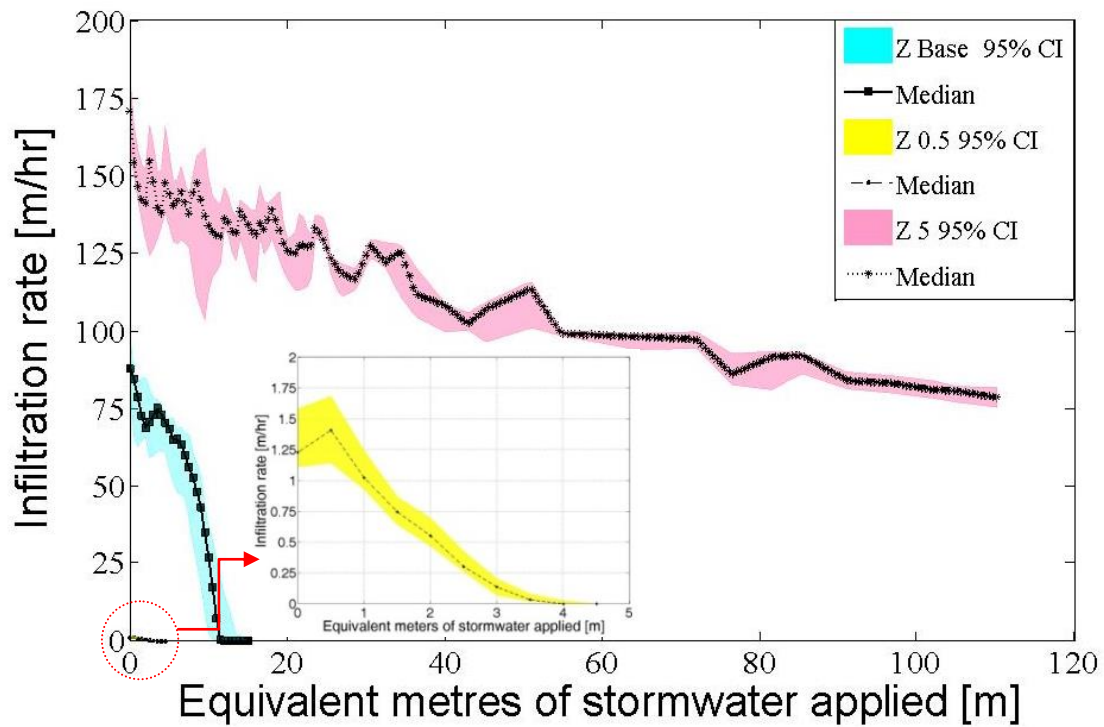 200
175
150
125
100
75
50
25
0
Infiltration rate [m/hr]
0 20 40 60 80 100 120
Equivalent metres of stormwater applied [m]
Z Base 95% CI
Median
Z 0.5 95% CI
Median
Z 5 95% CI
Median
2
1.75
1.5
1.25
1
0.75
0.5
0.25
0
Infiltration rate [m/hr]
0 1 2 3 4 5
Equivalent meters of stormwater applied [m]